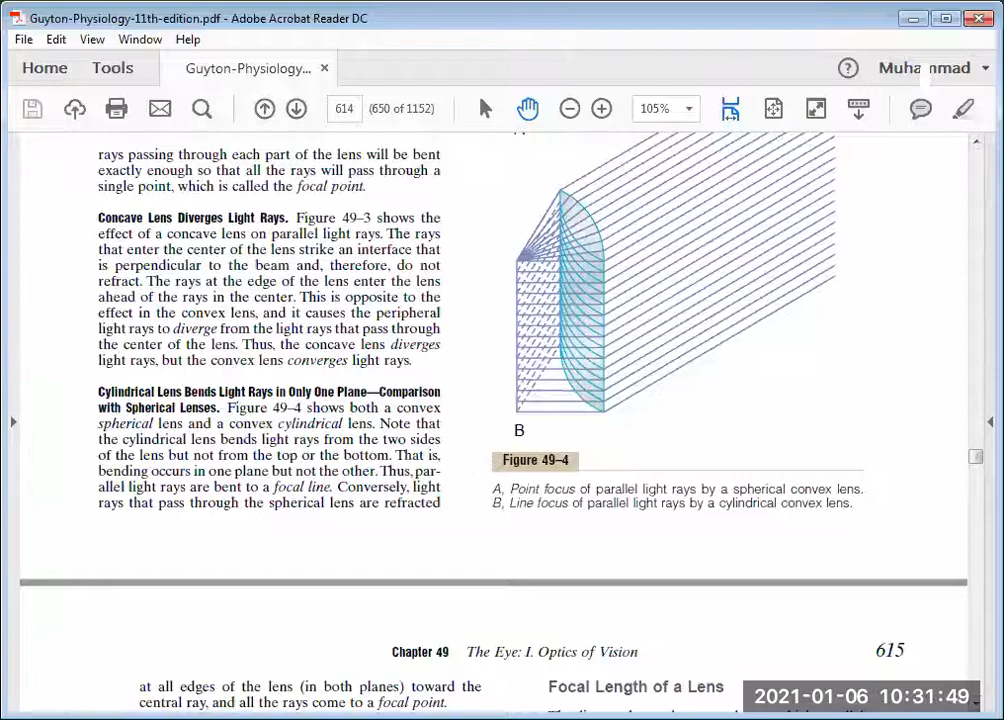 Guyton-Physiology-11th-edition.pdf - Adobe Acrobat Reader DC
File Edit View Window Help
Home Tools Guyton-Physiology... × Muhammad
614 (650 of 1152) 105%
rays passing through each part of the lens will be bent
exactly enough so that all the rays will pass through a
single point, which is called the focal point.
Concave Lens Diverges Light Rays. Figure 49–3 shows the
effect of a concave lens on parallel light rays. The rays
that enter the center of the lens strike an interface that
is perpendicular to the beam and, therefore, do not
refract. The rays at the edge of the lens enter the lens
ahead of the rays in the center. This is opposite to the
effect in the convex lens, and it causes the peripheral
light rays to diverge from the light rays that pass through
the center of the lens. Thus, the concave lens diverges
light rays, but the convex lens converges light rays.
Cylindrical Lens Bends Light Rays in Only One Plane—Comparison
with Spherical Lenses. Figure 49–4 shows both a convex
spherical lens and a convex cylindrical lens. Note that
the cylindrical lens bends light rays from the two sides
of the lens but not from the top or the bottom. That is,
bending occurs in one plane but not the other. Thus, par-
allel light rays are bent to a focal line. Conversely, light
rays that pass through the spherical lens are refracted
B
Figure 49–4
A, Point focus of parallel light rays by a spherical convex lens.
B, Line focus of parallel light rays by a cylindrical convex lens.
Chapter 49 The Eye: I. Optics of Vision 615
at all edges of the lens (in both planes) toward the
central ray, and all the rays come to a focal point.
Focal Length of a Lens
2021-01-06 10:31:49